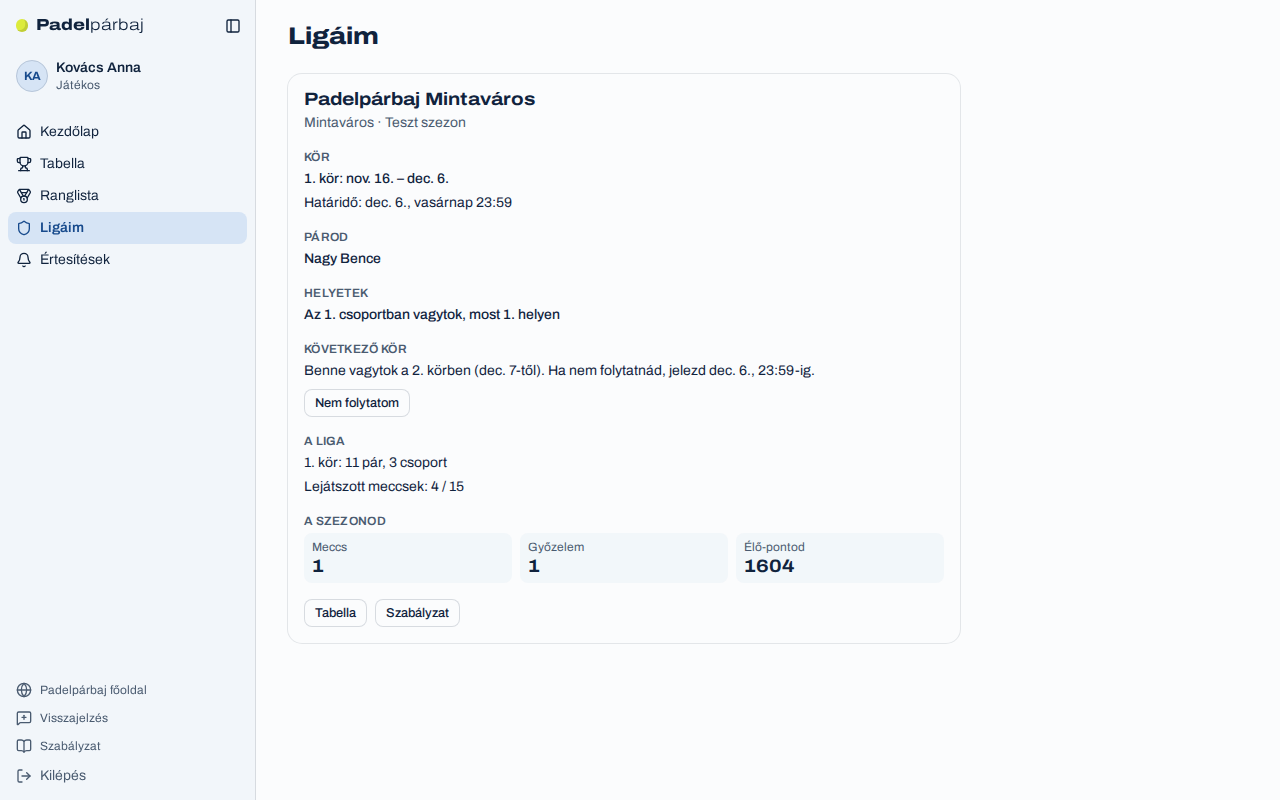 Padelpárbaj
KA
Kovács Anna
Játékos
Kezdőlap
Tabella
Ranglista
Ligáim
Értesítések
Padelpárbaj főoldal
Visszajelzés
Szabályzat
Kilépés
Ligáim
Padelpárbaj Mintaváros
Mintaváros · Teszt szezon
KÖR
1. kör: nov. 16. – dec. 6.
Határidő: dec. 6., vasárnap 23:59
PÁROD
Nagy Bence
HELYETEK
Az 1. csoportban vagytok, most 1. helyen
KÖVETKEZŐ KÖR
Benne vagytok a 2. körben (dec. 7-től). Ha nem folytatnád, jelezd dec. 6., 23:59-ig.
Nem folytatom
A LIGA
1. kör: 11 pár, 3 csoport
Lejátszott meccsek: 4 / 15
A SZEZONOD
Meccs Győzelem Élő-pontod
1 1 1604
Tabella Szabályzat